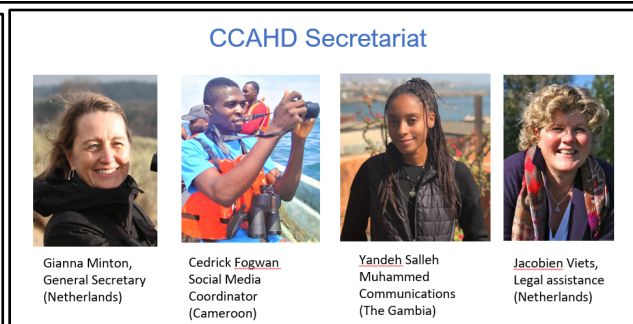 CCAHD Secretariat
Gianna Minton,
General Secretary
(Netherlands)
Cedrick Fogwan
Social Media
Coordinator
(Cameroon)
Yandeh Salleh
Muhammed
Communications
(The Gambia)
Jacobien Viets,
Legal assistance
(Netherlands)